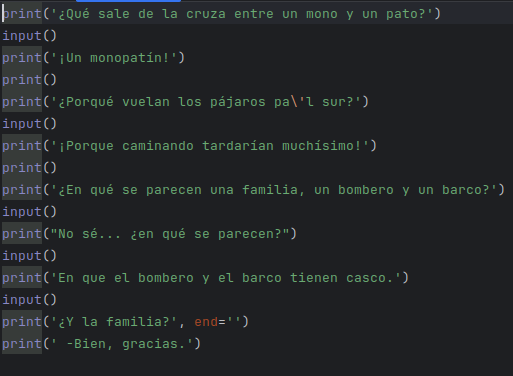 print('¿Qué sale de la cruza entre un mono y un pato?')
input()
print('¡Un monopatín!')
print()
print('¿Porqué vuelan los pájaros pa\'l sur?')
input()
print('¡Porque caminando tardarían muchísimo!')
print()
print('¿En qué se parecen una familia, un bombero y un barco?')
input()
print("No sé... ¿en qué se parecen?")
input()
print('En que el bombero y el barco tienen casco.')
input()
print('¿Y la familia?', end='')
print(' -Bien, gracias.')